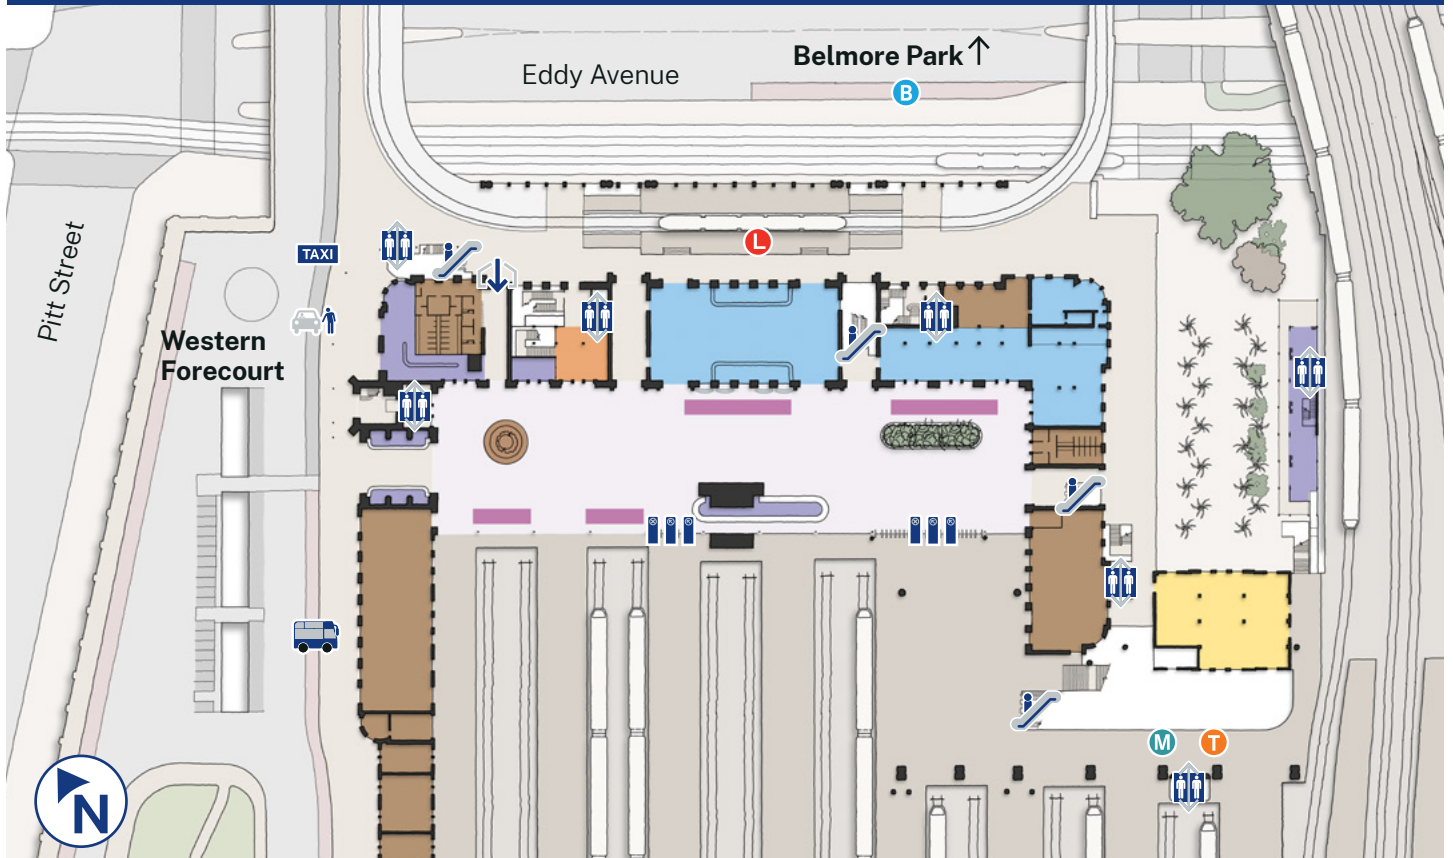 Belmore Park
Eddy Avenue
B
L
TAXI
Pitt Street
Western
Forecourt
M
T
N